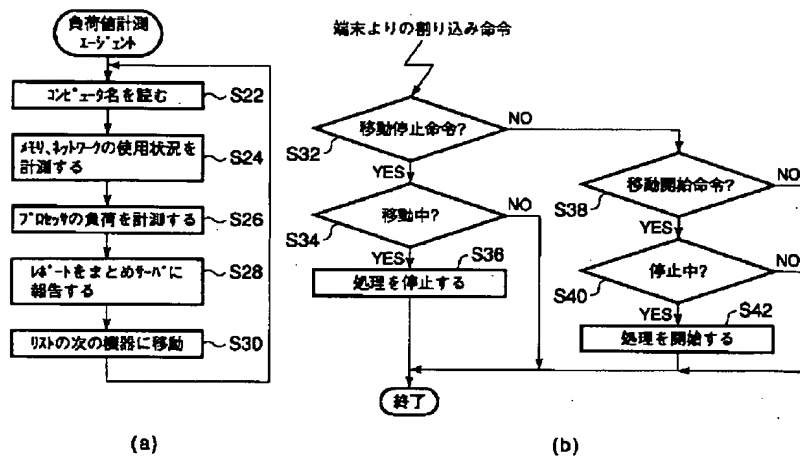 負荷値計測
エージェント
コンピュータ名を読む
S22
メモリ、ネットワークの使用状況を
計測する
S24
プロセッサの負荷を計測する
S26
レポートをまとめサーバに
報告する
S28
リストの次の機器に移動
S30
(a)
端末よりの割り込み命令
移動停止命令?
NO
S32
YES
移動中?
NO
S34
YES
S36
処理を停止する
移動開始命令?
NO
S38
YES
停止中?
NO
S40
YES
S42
処理を開始する
終了
(b)